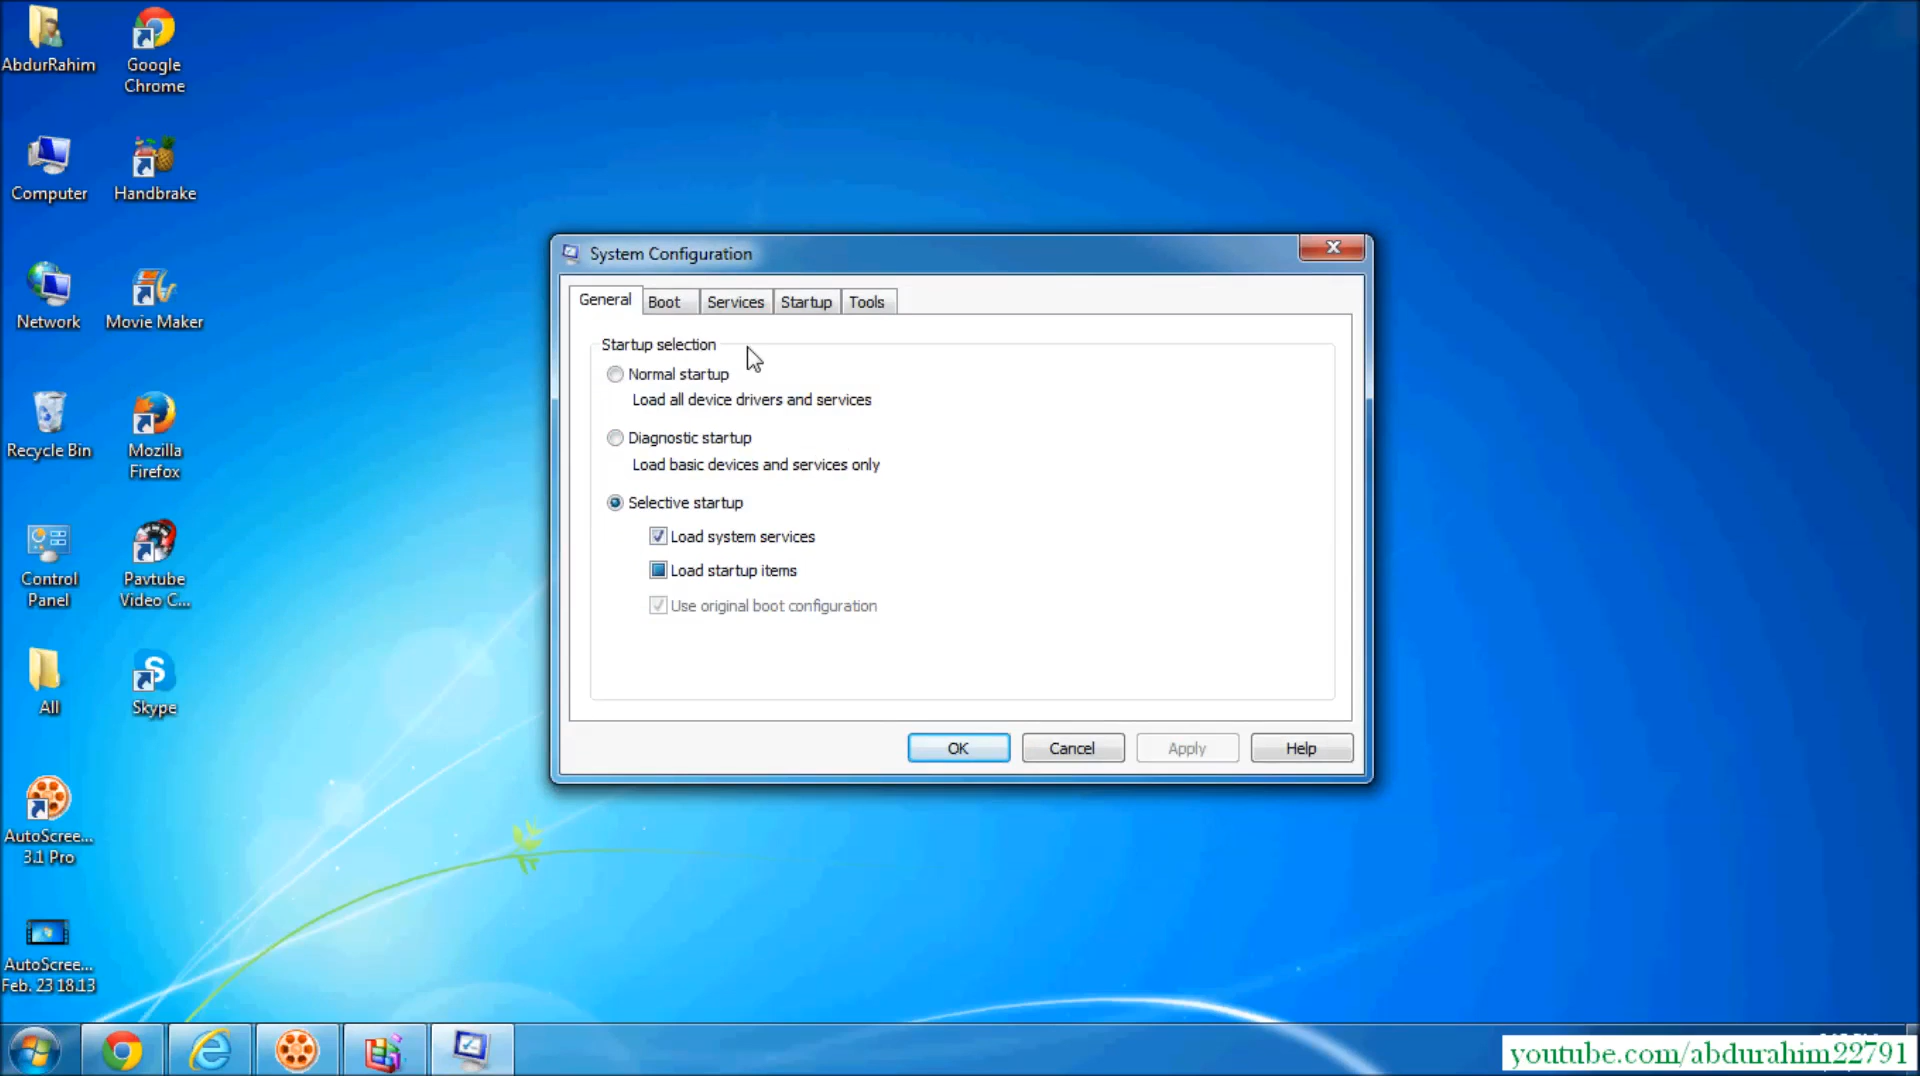 AbdurRahim
Google
Chrome
Computer
Handbrake
Network
Movie Maker
Recycle Bin
Mozilla
Firefox
Control
Panel
Pavtube
Video C...
All
Skype
AutoScree...
3.1 Pro
AutoScree...
Feb. 23 18.13
System Configuration
General
Boot
Services
Startup
Tools
Startup selection
Normal startup
Load all device drivers and services
Diagnostic startup
Load basic devices and services only
Selective startup
Load system services
Load startup items
Use original boot configuration
OK
Cancel
Apply
Help
youtube.com/abdurahim22791